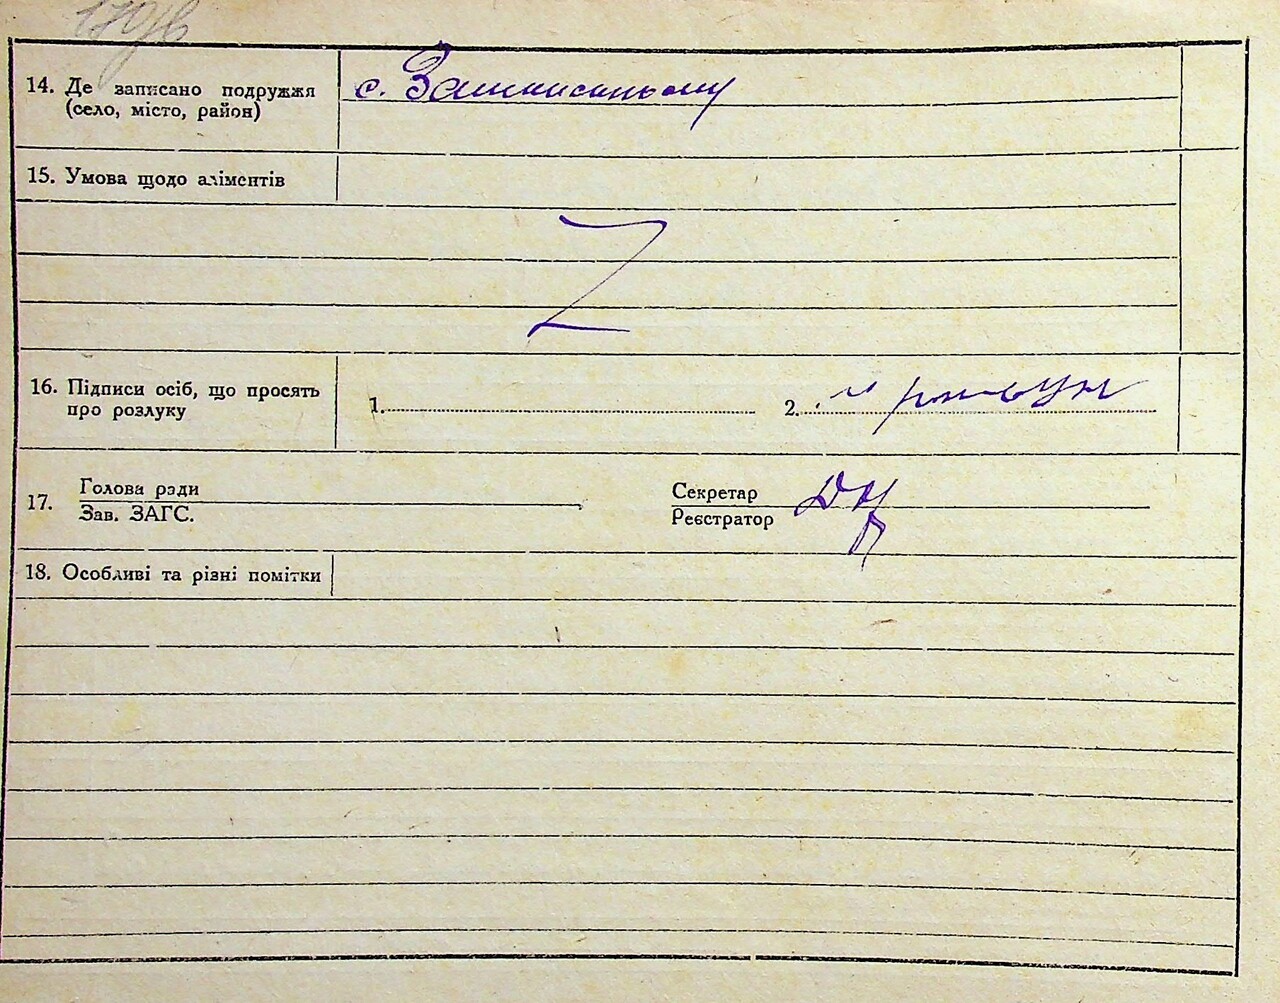 14. Де записано подружжя
(село, місто, район)
с.
15. Умова щодо аліментів
16. Підписи осіб, що просять
про розлуку
1.
2.
17.
Голова ради
Зав. ЗАГС.
Секретар
Реєстратор
18. Особливі та різні помітки